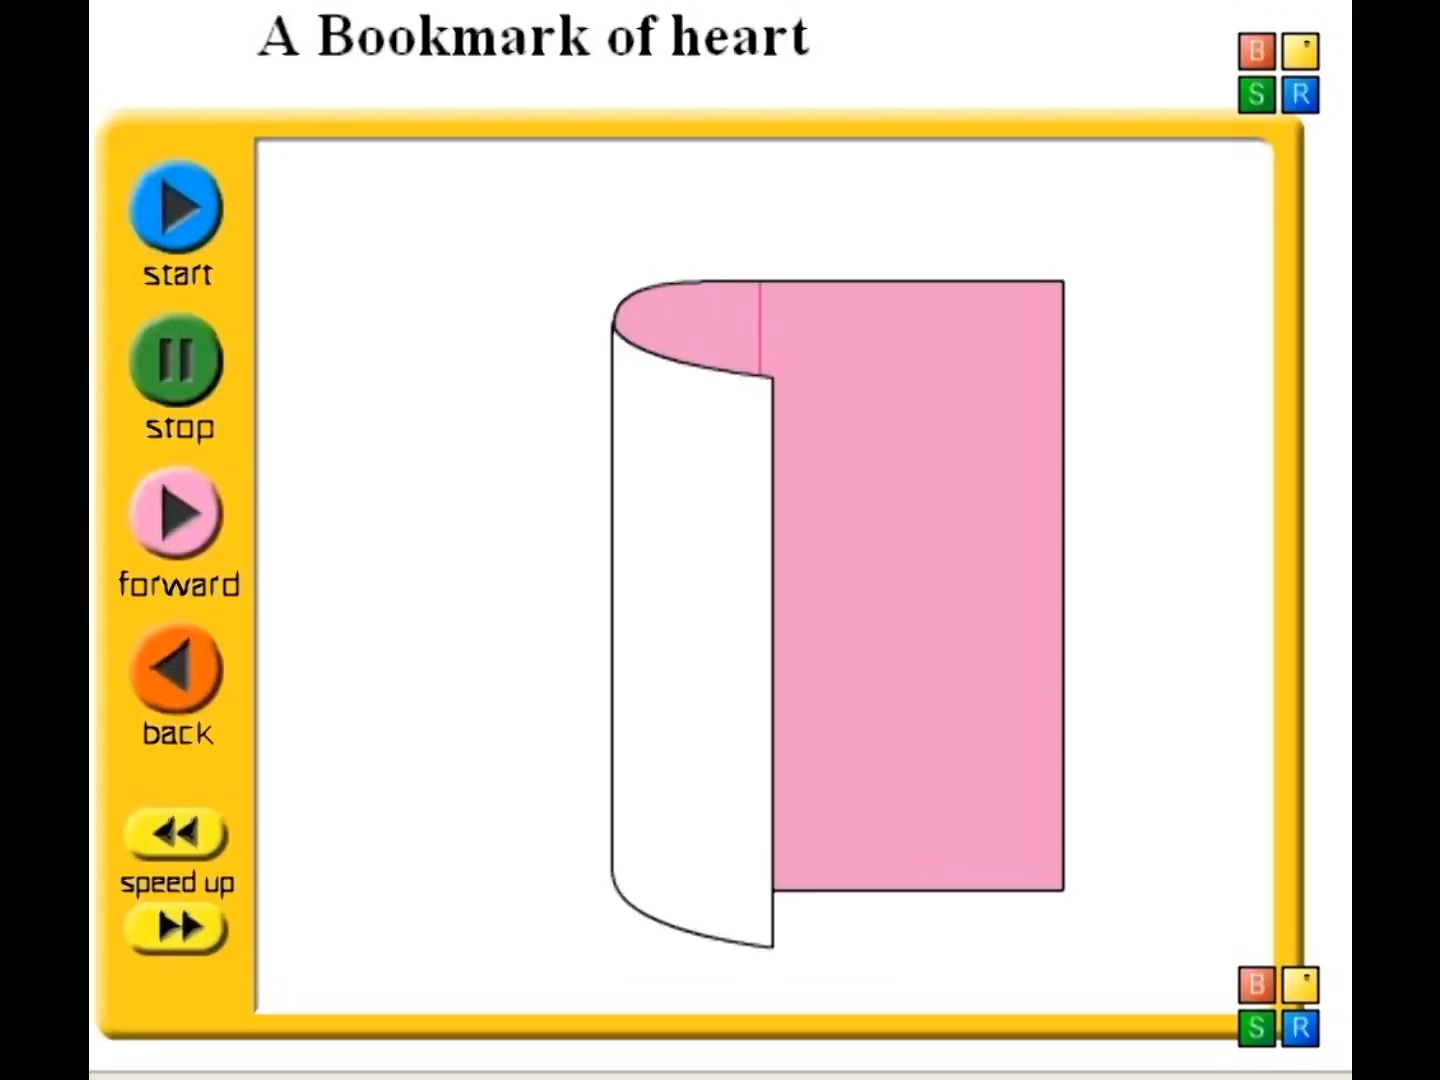 A Bookmark of heart
B
S R
start
stop
forward
back
speed up
B
S R